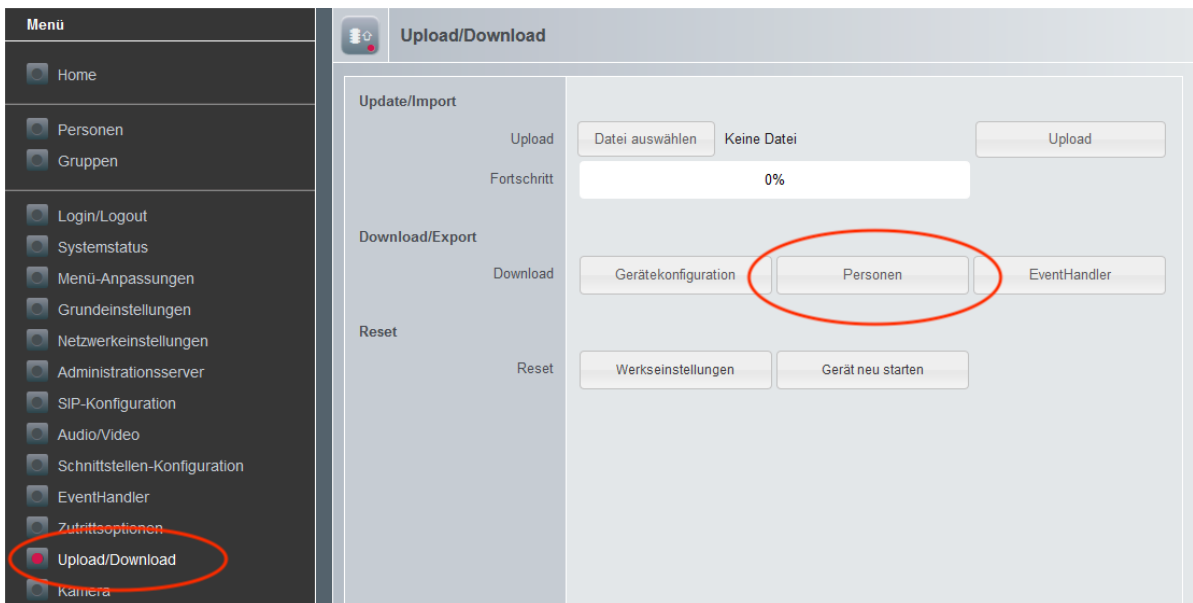 Menü
Home
Personen
Gruppen
Login/Logout
Systemstatus
Menü-Anpassungen
Grundeinstellungen
Netzwerkeinstellungen
Administrationsserver
SIP-Konfiguration
Audio/Video
Schnittstellen-Konfiguration
EventHandler
Zutrittsoptionen
Upload/Download
Kamera
Upload/Download
Update/Import
Upload Datei auswählen Keine Datei Upload
Fortschritt 0%
Download/Export
Download Gerätekonfiguration Personen EventHandler
Reset
Reset Werkseinstellungen Gerät neu starten